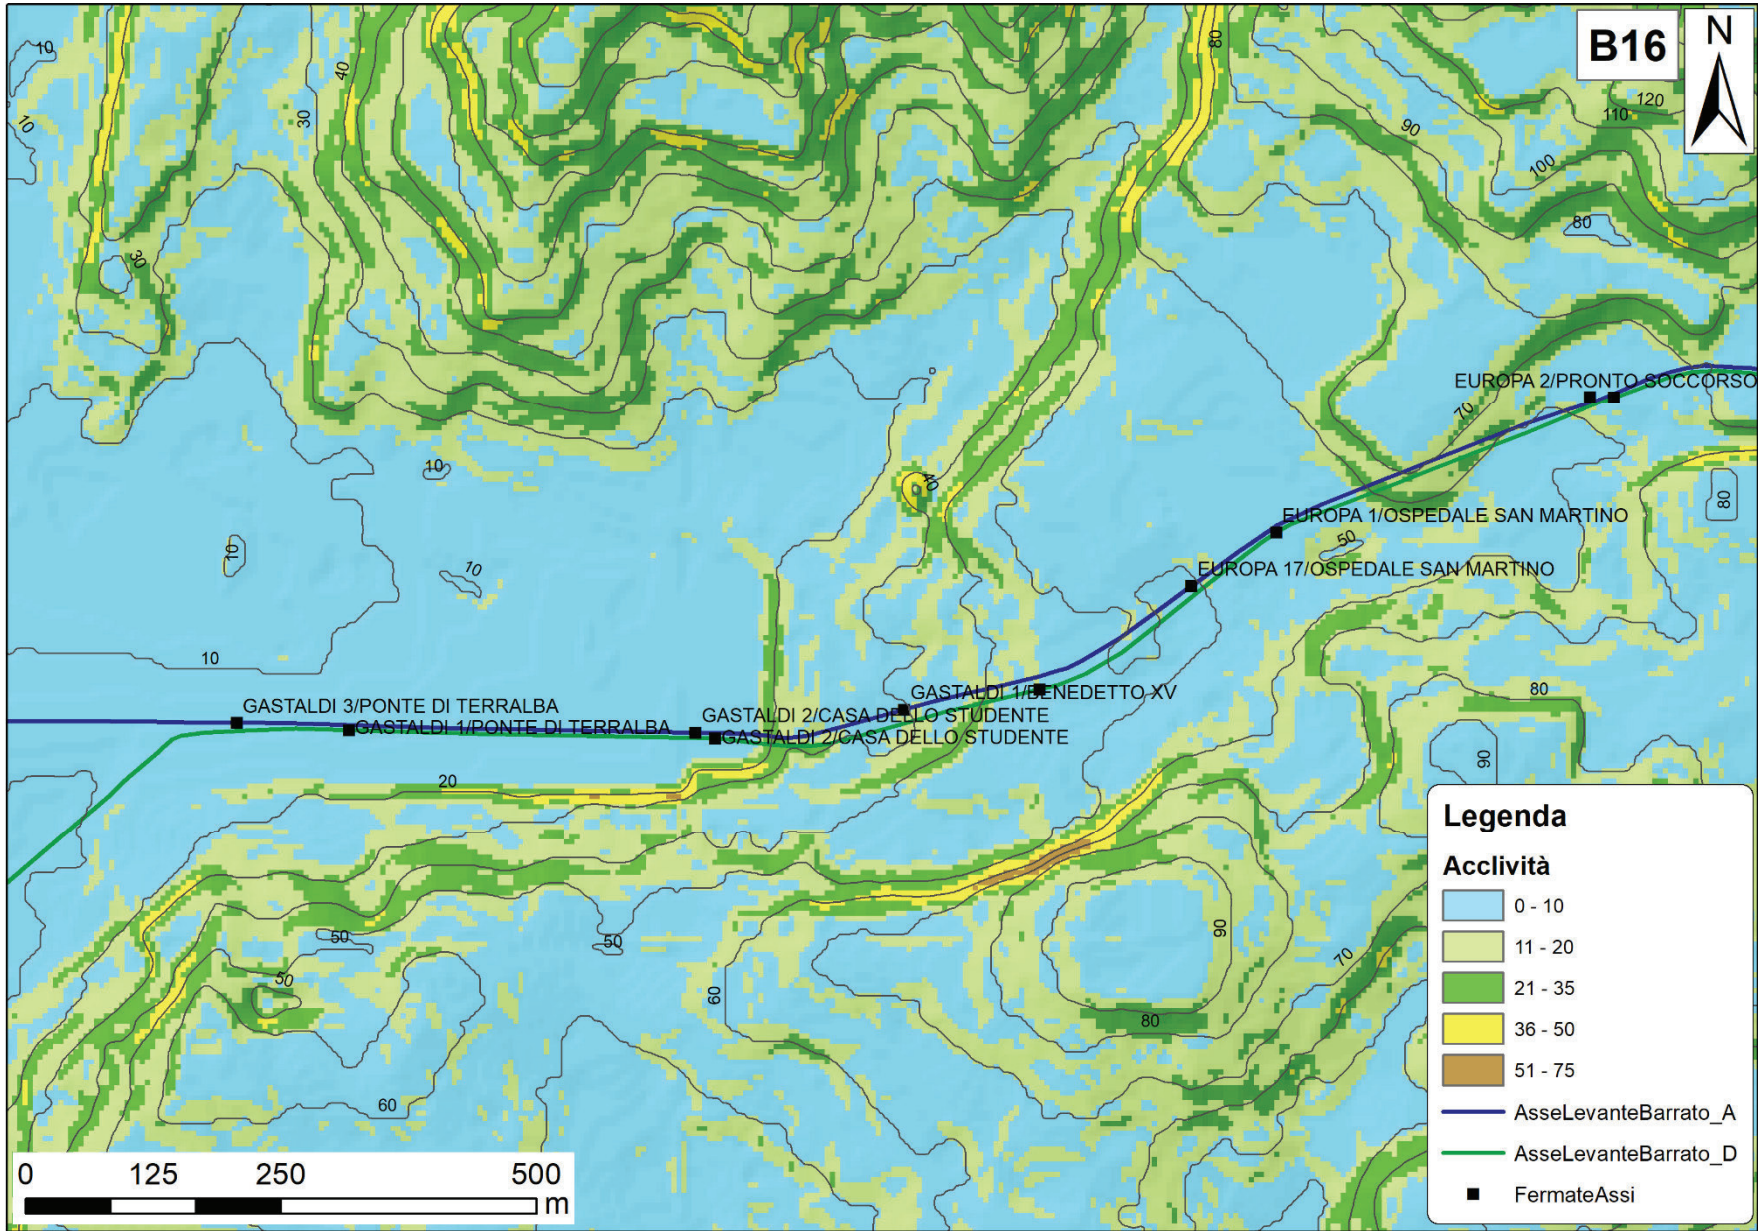 B16
N
10
10
40
30
80
90
120
110
100
80
30
EUROPA 2/PRONTO SOCCORSO
70
10
40
80
EUROPA 1/OSPEDALE SAN MARTINO
50
10
10
EUROPA 17/OSPEDALE SAN MARTINO
10
GASTALDI 1/BENEDETTO XV
80
GASTALDI 3/PONTE DI TERRALBA
GASTALDI 2/CASA DELLO STUDENTE
GASTALDI 1/PONTE DI TERRALBA
GASTALDI 2/CASA DELLO STUDENTE
90
20
50
50
90
70
50
60
80
60
Legenda
Acclività
0 - 10
11 - 20
21 - 35
36 - 50
51 - 75
AsseLevanteBarrato_A
AsseLevanteBarrato_D
FermateAssi
0 125 250 500
m